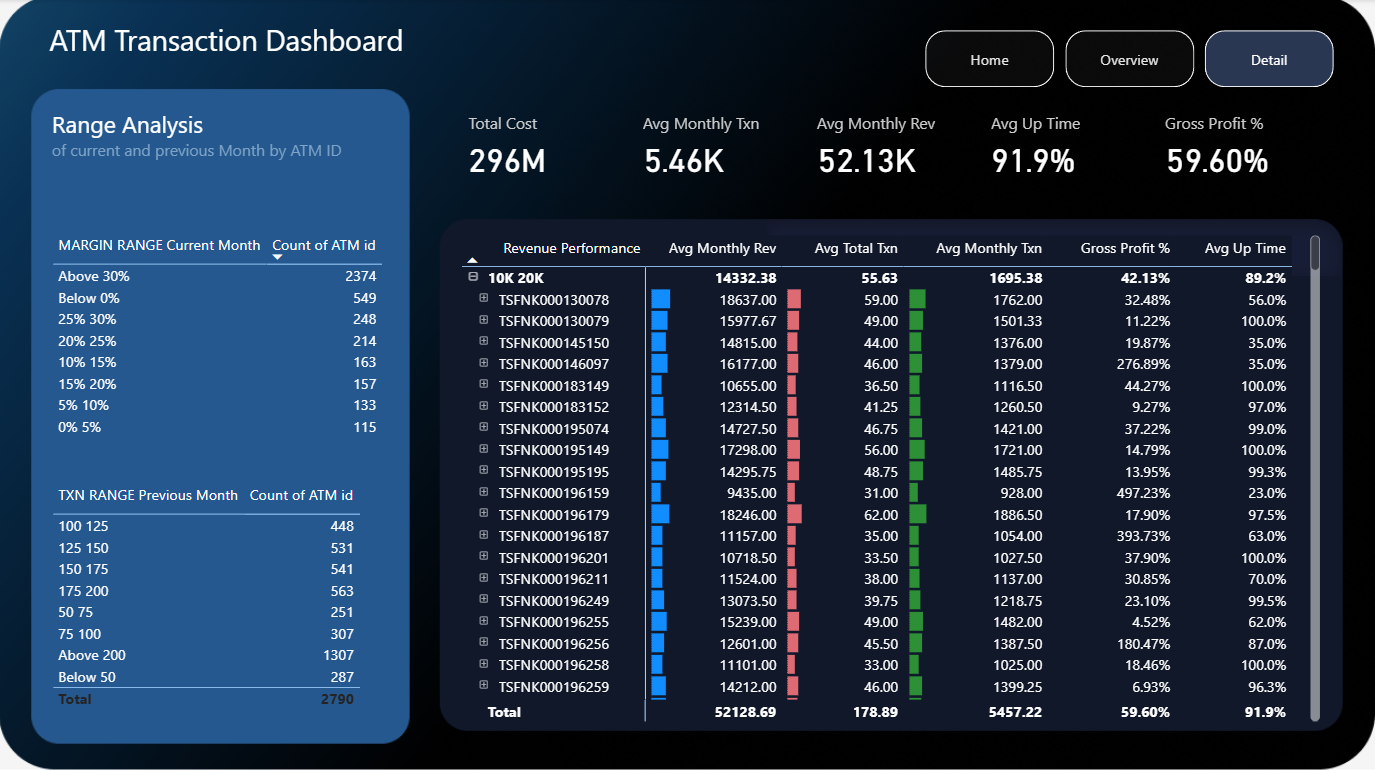 ATM Transaction Dashboard
Home
Overview
Detail
Range Analysis
of current and previous Month by ATM ID
MARGIN RANGE Current Month Count of ATM id
Above 30% 2374
Below 0% 549
25% 30% 248
20% 25% 214
10% 15% 163
15% 20% 157
5% 10% 133
0% 5% 115
TXN RANGE Previous Month Count of ATM id
100 125 448
125 150 531
150 175 541
175 200 563
50 75 251
75 100 307
Above 200 1307
Below 50 287
Total 2790
Total Cost
296M
Avg Monthly Txn
5.46K
Avg Monthly Rev
52.13K
Avg Up Time
91.9%
Gross Profit %
59.60%
Revenue Performance Avg Monthly Rev Avg Total Txn Avg Monthly Txn Gross Profit % Avg Up Time
10K 20K 14332.38 55.63 1695.38 42.13% 89.2%
TSFNK000130078 18637.00 59.00 1762.00 32.48% 56.0%
TSFNK000130079 15977.67 49.00 1501.33 11.22% 100.0%
TSFNK000145150 14815.00 44.00 1376.00 19.87% 35.0%
TSFNK000146097 16177.00 46.00 1379.00 276.89% 35.0%
TSFNK000183149 10655.00 36.50 1116.50 44.27% 100.0%
TSFNK000183152 12314.50 41.25 1260.50 9.27% 97.0%
TSFNK000195074 14727.50 46.75 1421.00 37.22% 99.0%
TSFNK000195149 17298.00 56.00 1721.00 14.79% 100.0%
TSFNK000195195 14295.75 48.75 1485.75 13.95% 99.3%
TSFNK000196159 9435.00 31.00 928.00 497.23% 23.0%
TSFNK000196179 18246.00 62.00 1886.50 17.90% 97.5%
TSFNK000196187 11157.00 35.00 1054.00 393.73% 63.0%
TSFNK000196201 10718.50 33.50 1027.50 37.90% 100.0%
TSFNK000196211 11524.00 38.00 1137.00 30.85% 70.0%
TSFNK000196249 13073.50 39.75 1218.75 23.10% 99.5%
TSFNK000196255 15239.00 49.00 1482.00 4.52% 62.0%
TSFNK000196256 12601.00 45.50 1387.50 180.47% 87.0%
TSFNK000196258 11101.00 33.00 1025.00 18.46% 100.0%
TSFNK000196259 14212.00 46.00 1399.25 6.93% 96.3%
Total 52128.69 178.89 5457.22 59.60% 91.9%